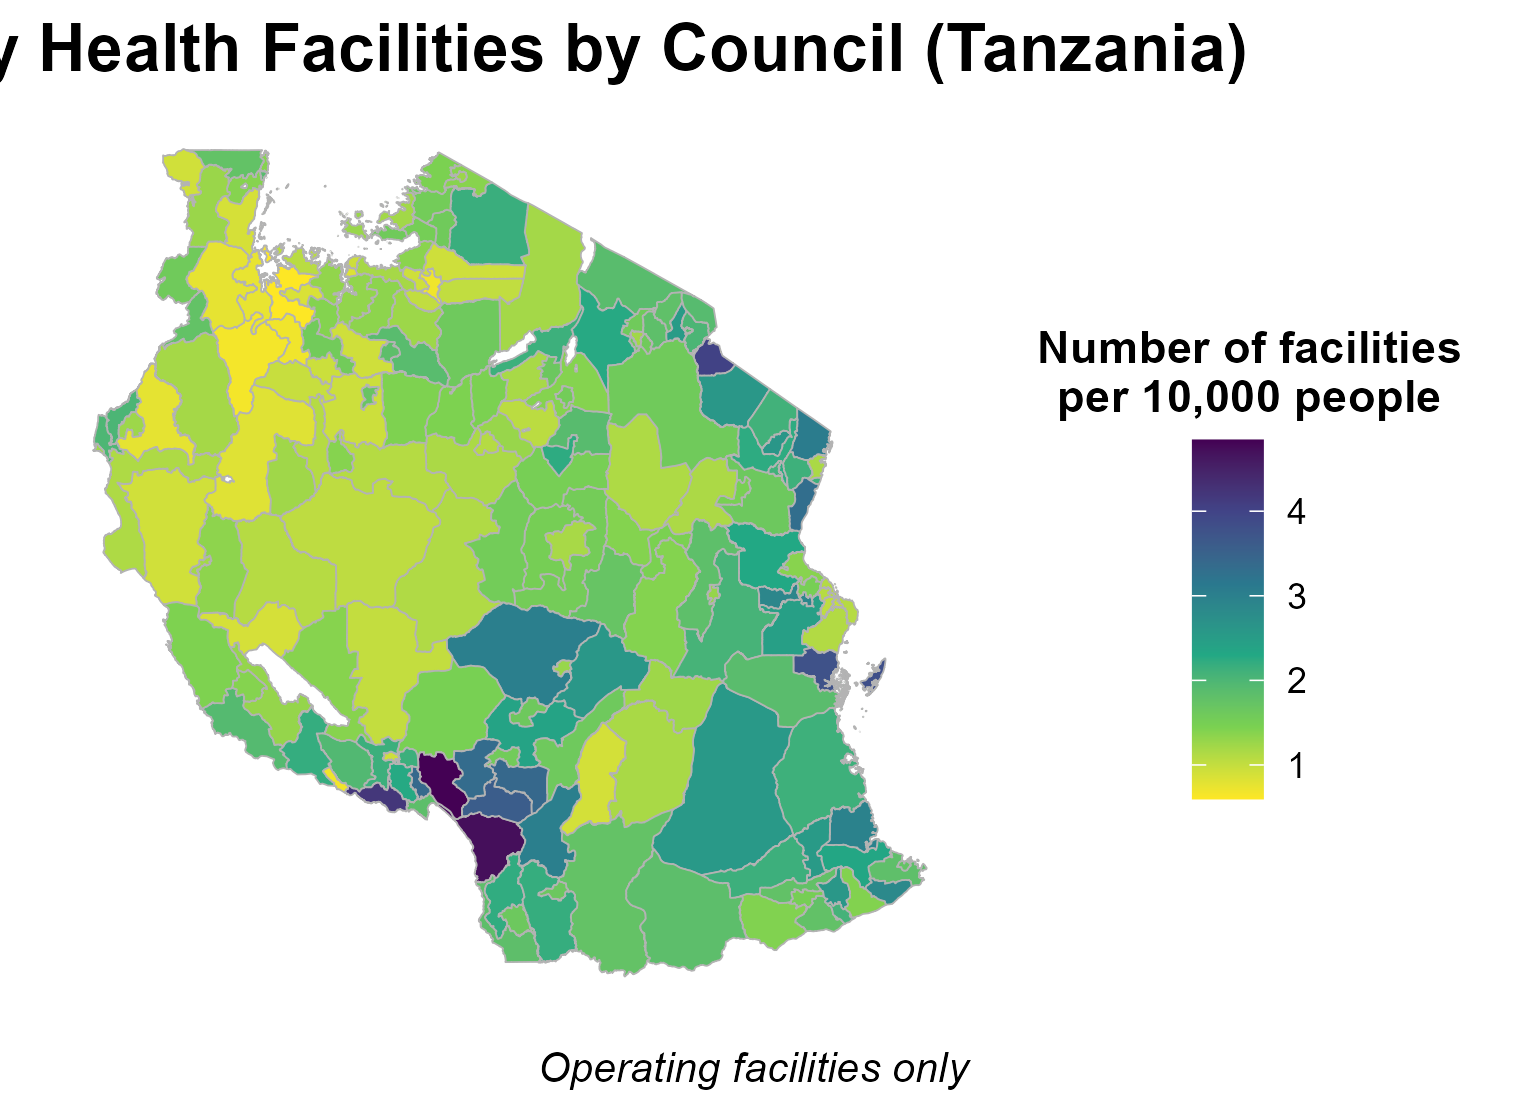 Health Facilities by Council (Tanzania)
Number of facilities
per 10,000 people
4
3
2
1
Operating facilities only